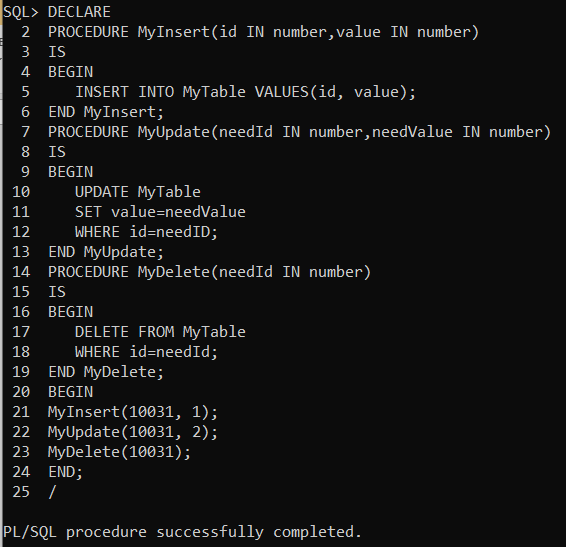 SQL> DECLARE
  2  PROCEDURE MyInsert(id IN number,value IN number)
  3  IS
  4  BEGIN
  5     INSERT INTO MyTable VALUES(id, value);
  6  END MyInsert;
  7  PROCEDURE MyUpdate(needId IN number,needValue IN number)
  8  IS
  9  BEGIN
 10     UPDATE MyTable
 11     SET value=needValue
 12     WHERE id=needID;
 13  END MyUpdate;
 14  PROCEDURE MyDelete(needId IN number)
 15  IS
 16  BEGIN
 17     DELETE FROM MyTable
 18     WHERE id=needId;
 19  END MyDelete;
 20  BEGIN
 21  MyInsert(10031, 1);
 22  MyUpdate(10031, 2);
 23  MyDelete(10031);
 24  END;
 25  /
PL/SQL procedure successfully completed.